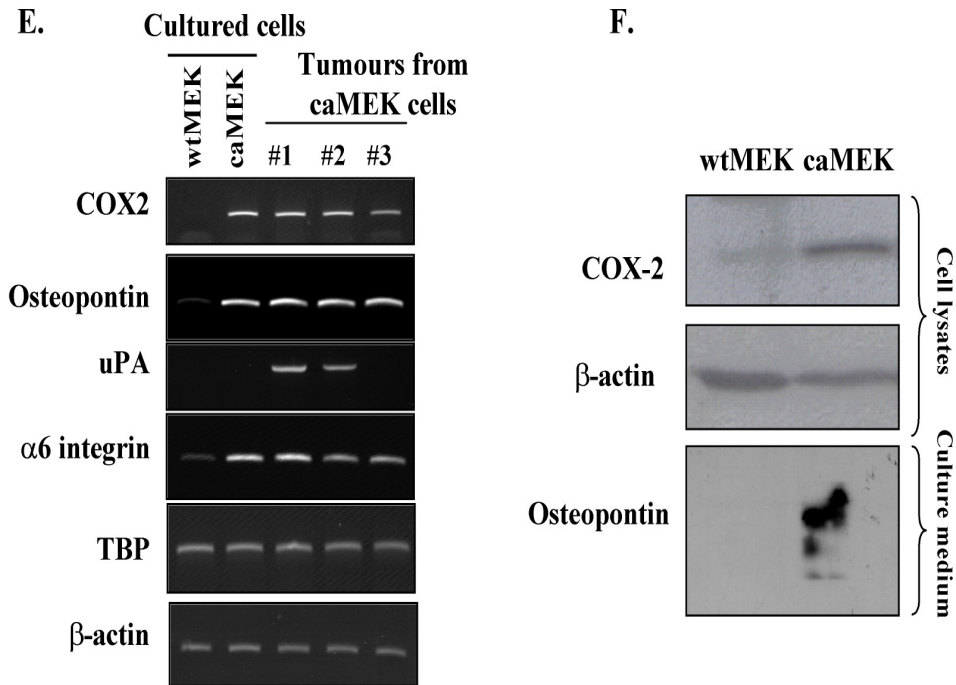 E.
Cultured cells
wtMEK
caMEK
Tumours from
caMEK cells
#1 #2 #3
COX2
Osteopontin
uPA
α6 integrin
TBP
β-actin
F.
wtMEK caMEK
COX-2
β-actin
Osteopontin
Cell lysates
Culture medium